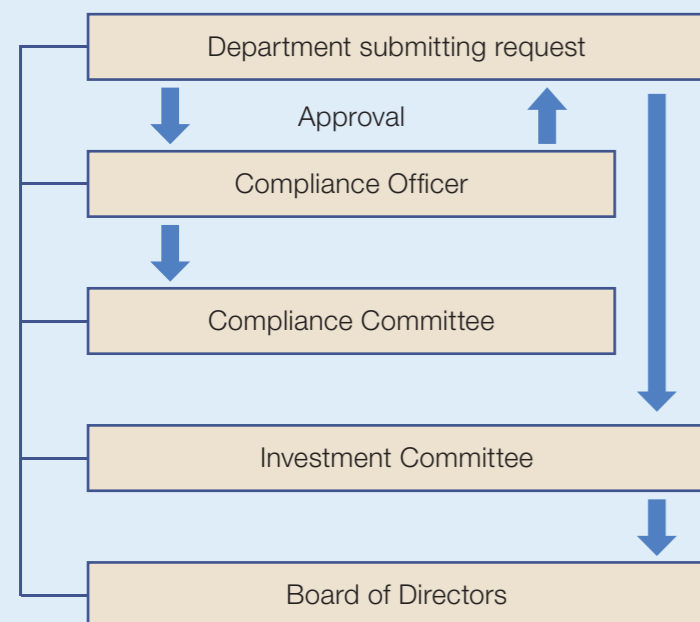 Department submitting request
Approval
Compliance Officer
Compliance Committee
Investment Committee
Board of Directors